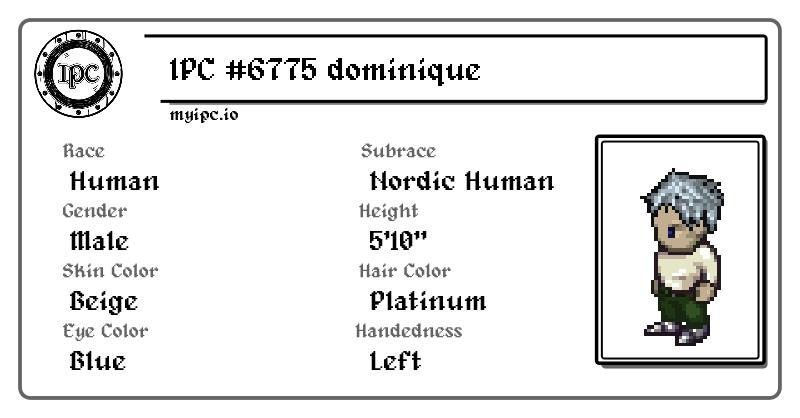 IPC
IPC #6775 dominique
myipc.io
Race
Human
Subrace
Nordic Human
Gender
Male
Height
5'10"
Skin Color
Beige
Hair Color
Platinum
Eye Color
Blue
Handedness
Left